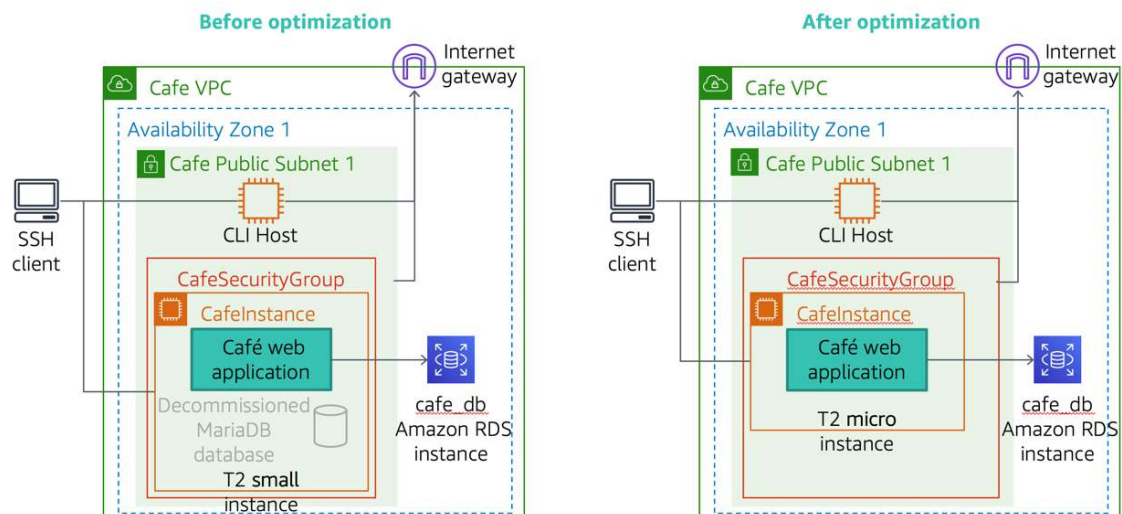 Before optimization
Internet
gateway
Cafe VPC
Availability Zone 1
Cafe Public Subnet 1
SSH
client
CLI Host
CafeSecurityGroup
CafeInstance
Café web
application
Decommissioned
MariaDB
database
T2 small
instance
cafe_db
Amazon RDS
instance
After optimization
Internet
gateway
Cafe VPC
Availability Zone 1
Cafe Public Subnet 1
SSH
client
CLI Host
CafeSecurityGroup
CafeInstance
Café web
application
T2 micro
instance
cafe_db
Amazon RDS
instance